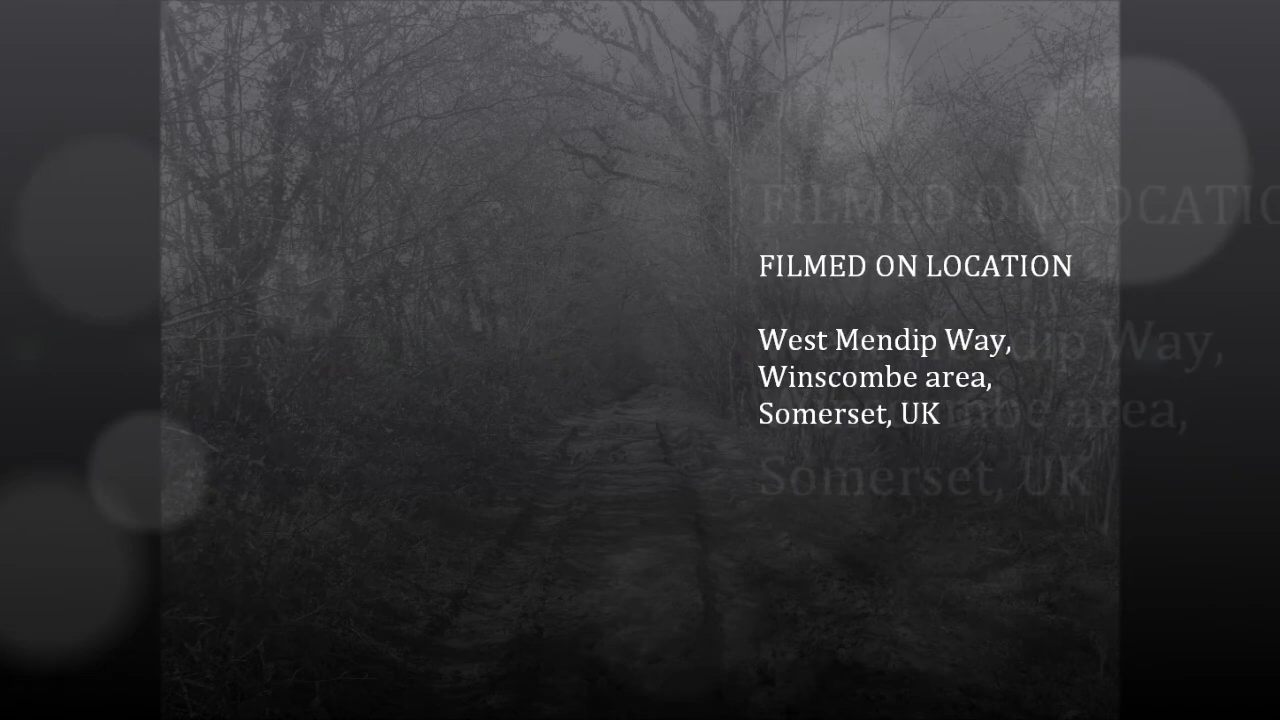 FILMED ON LOCATION
West Mendip Way,
Winscombe area,
Somerset, UK